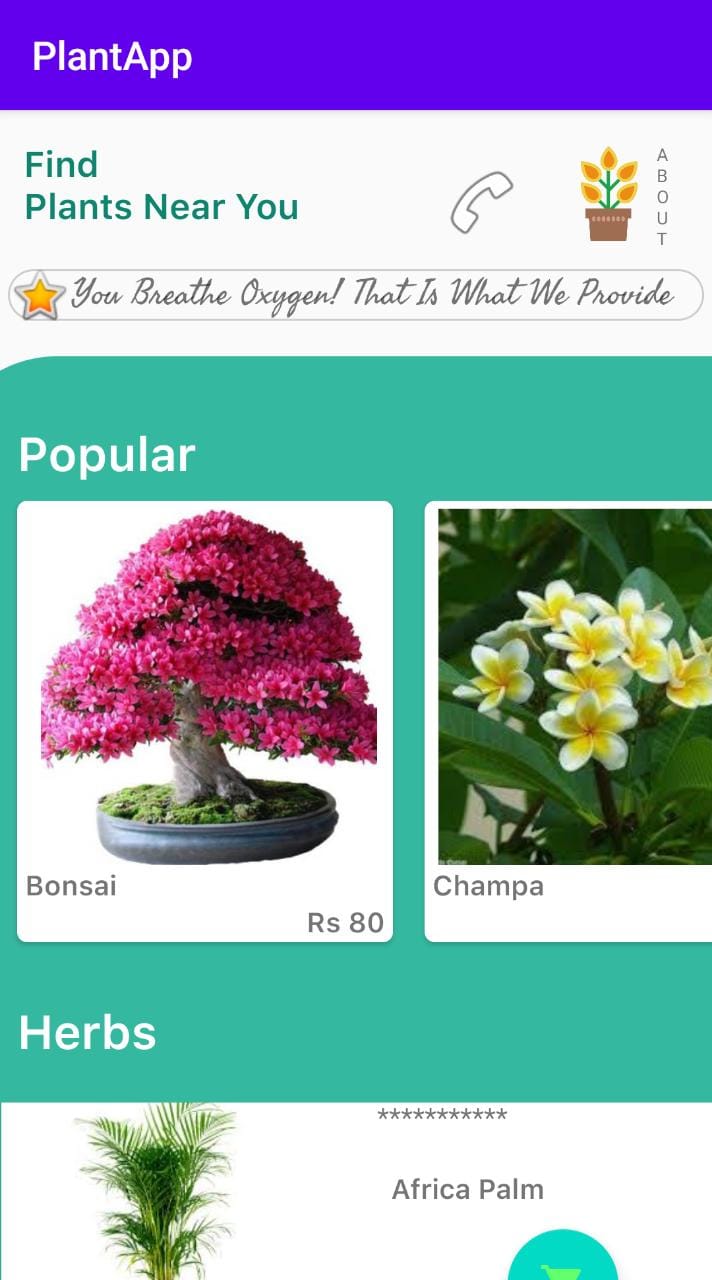 PlantApp
Find
Plants Near You
A
B
O
U
T
You Breathe Oxygen! That Is What We Provide
Popular
Bonsai
Rs 80
Champa
Herbs
***********
Africa Palm